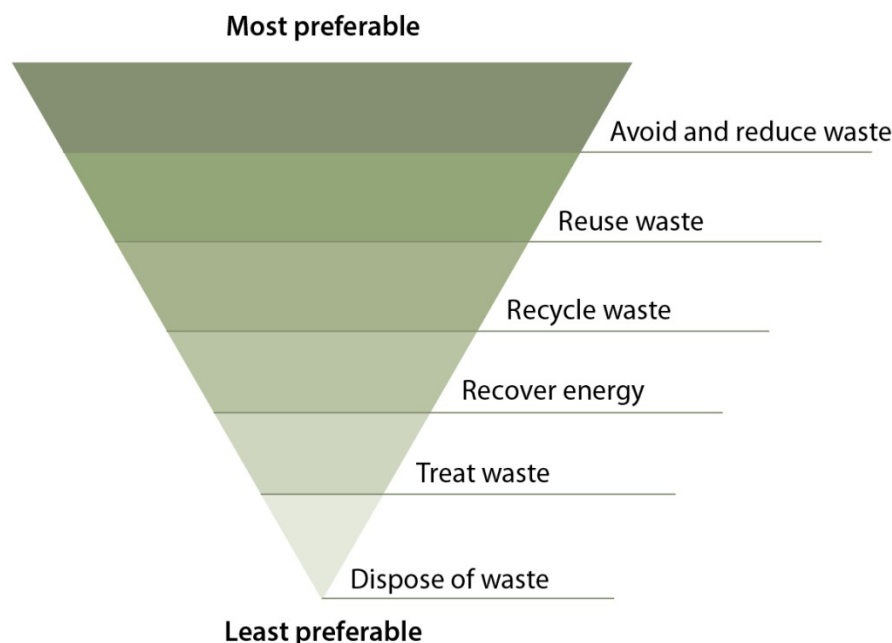 Most preferable
Avoid and reduce waste
Reuse waste
Recycle waste
Recover energy
Treat waste
Dispose of waste
Least preferable